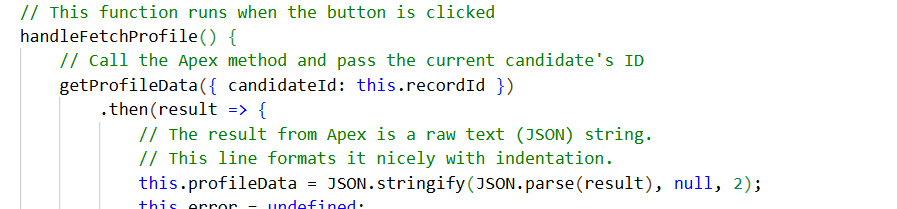 // This function runs when the button is clicked
handleFetchProfile() {
// Call the Apex method and pass the current candidate's ID
getProfileData({ candidateId: this.recordId })
.then(result => {
// The result from Apex is a raw text (JSON) string.
// This line formats it nicely with indentation.
this.profileData = JSON.stringify(JSON.parse(result), null, 2);
this.error = undefined;